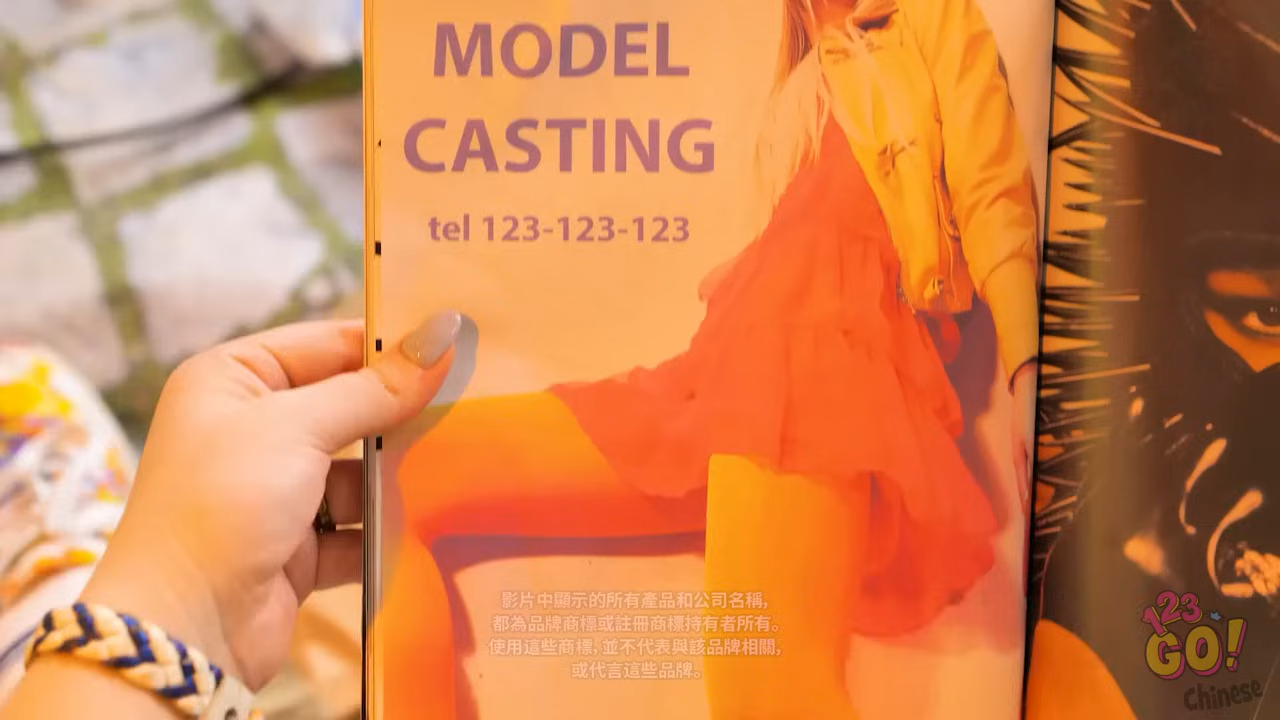 MODEL
CASTING
tel 123-123-123
影片中顯示的所有產品和公司名稱,
都為品牌商標或註冊商標持有者所有。
使用這些商標,並不代表與該品牌相關,
或代言這些品牌。
123
GO!
Chinese